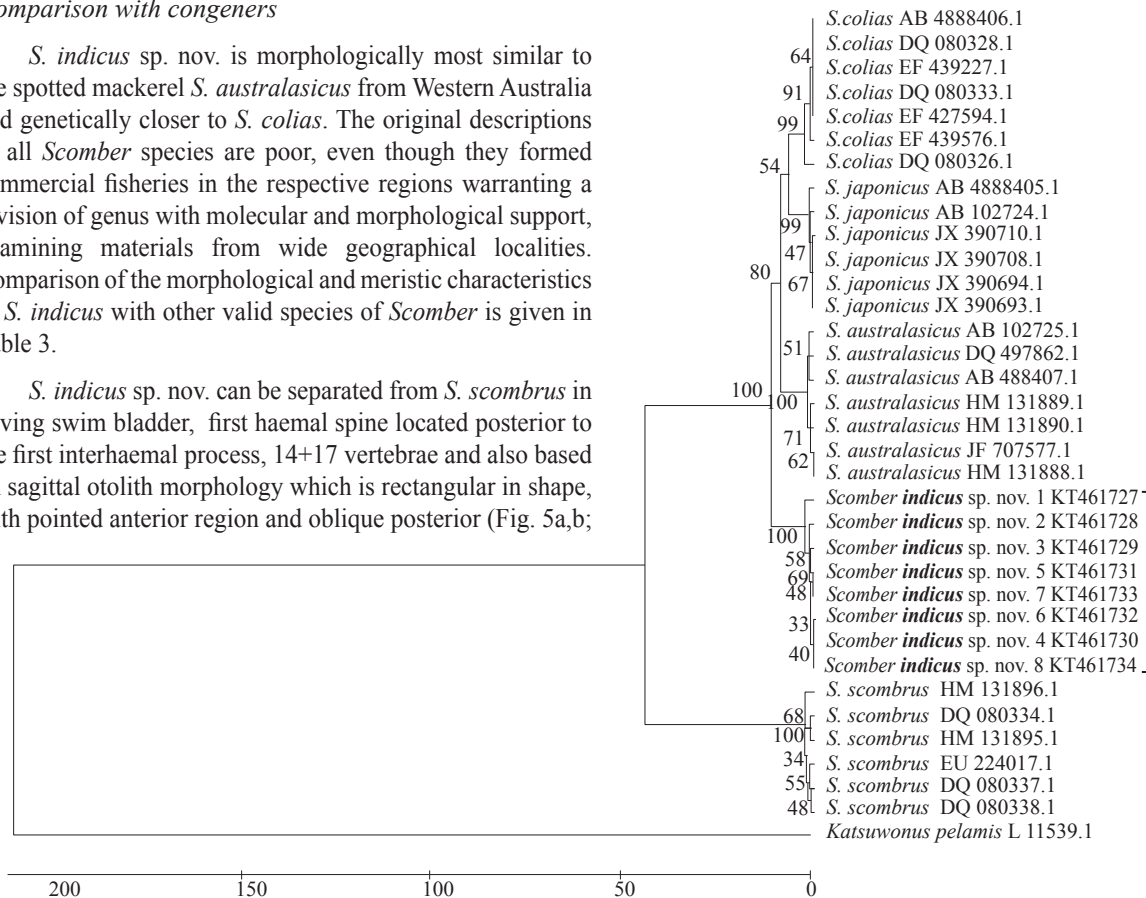 omparison with congeners
S. indicus sp. nov. is morphologically most similar to
e spotted mackerel S. australasicus from Western Australia
d genetically closer to S. colias. The original descriptions
all Scomber species are poor, even though they formed
mmercial fisheries in the respective regions warranting a
vision of genus with molecular and morphological support,
amining materials from wide geographical localities.
omparison of the morphological and meristic characteristics
S. indicus with other valid species of Scomber is given in
ble 3.
S. indicus sp. nov. can be separated from S. scombrus in
ving swim bladder, first haemal spine located posterior to
e first interhaemal process, 14+17 vertebrae and also based
sagittal otolith morphology which is rectangular in shape,
th pointed anterior region and oblique posterior (Fig. 5a,b;
S.colias AB 4888406.1
S.colias DQ 080328.1
64
S.colias EF 439227.1
91
S.colias DQ 080333.1
S.colias EF 427594.1
99
S.colias EF 439576.1
54
S.colias DQ 080326.1
S. japonicus AB 4888405.1
S. japonicus AB 102724.1
99
S. japonicus JX 390710.1
47
S. japonicus JX 390708.1
80
67
S. japonicus JX 390694.1
S. japonicus JX 390693.1
S. australasicus AB 102725.1
51
S. australasicus DQ 497862.1
S. australasicus AB 488407.1
100
100
S. australasicus HM 131889.1
S. australasicus HM 131890.1
71
S. australasicus JF 707577.1
62
S. australasicus HM 131888.1
Scomber indicus sp. nov. 1 KT461727
Scomber indicus sp. nov. 2 KT461728
100
Scomber indicus sp. nov. 3 KT461729
58
Scomber indicus sp. nov. 5 KT461731
69
48
Scomber indicus sp. nov. 7 KT461733
Scomber indicus sp. nov. 6 KT461732
33
Scomber indicus sp. nov. 4 KT461730
40
Scomber indicus sp. nov. 8 KT461734
S. scombrus HM 131896.1
68
S. scombrus DQ 080334.1
100
S. scombrus HM 131895.1
34
S. scombrus EU 224017.1
55
S. scombrus DQ 080337.1
48
S. scombrus DQ 080338.1
Katsuwonus pelamis L 11539.1
200 150 100 50 0